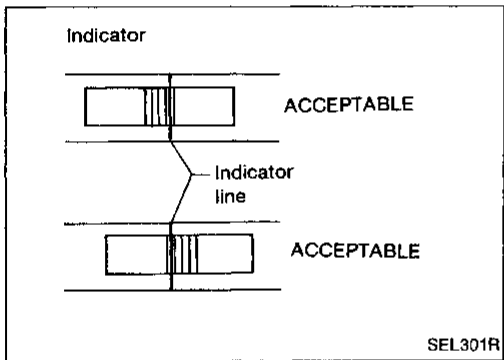 Indicator
ACCEPTABLE
Indicator
line
ACCEPTABLE
SEL301R